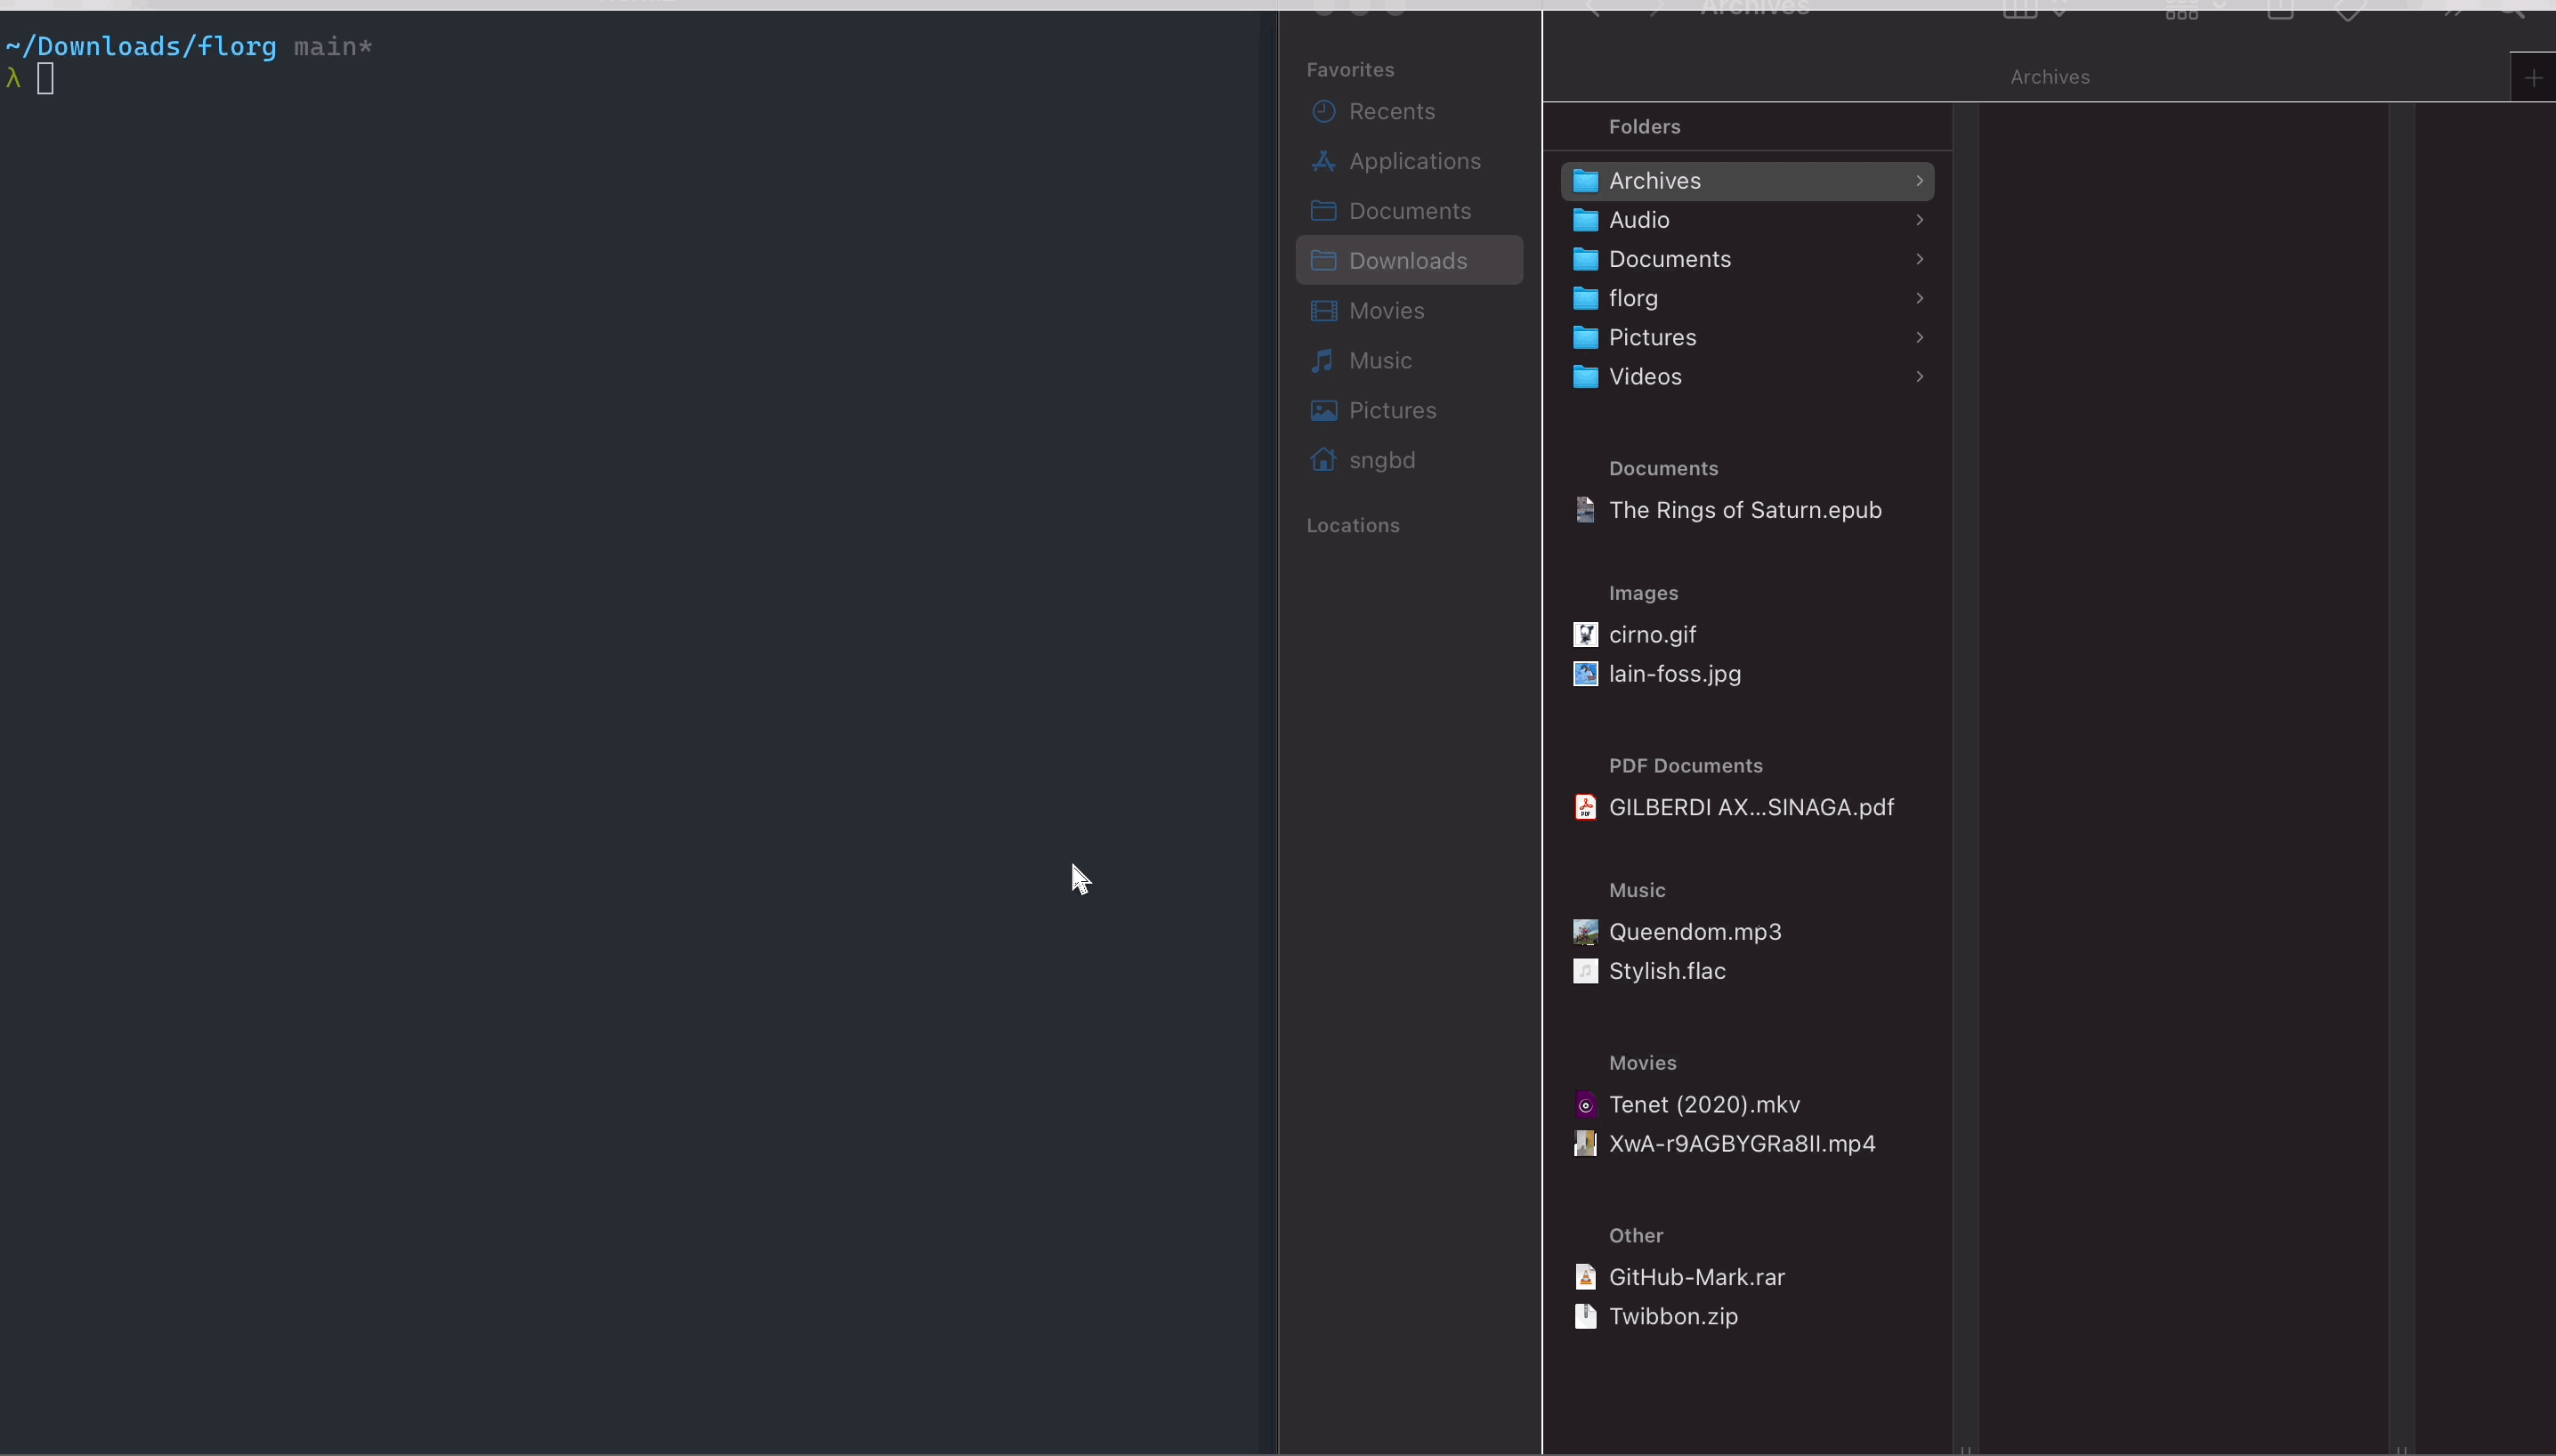 ~/Downloads/florg main*
λ
Favorites
Recents
Applications
Documents
Downloads
Movies
Music
Pictures
sngbd
Locations
Archives
Archives
Folders
Archives
Audio
Documents
florg
Pictures
Videos
Documents
The Rings of Saturn.epub
Images
cirno.gif
lain-foss.jpg
PDF Documents
GILBERDI AX...SINAGA.pdf
Music
Queendom.mp3
Stylish.flac
Movies
Tenet (2020).mkv
XwA-r9AGBYGRa8II.mp4
Other
GitHub-Mark.rar
Twibbon.zip